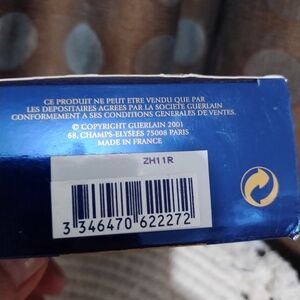 CE PRODUIT NE PEUT ETRE VENDU QUE PAR
LES DEPOSITAIRES AGREES PAR LA SOCIETE GUERLAIN
CONFORMEMENT A SES CONDITIONS GENERALES DE VENTES.
© COPYRIGHT GUERLAIN 2001
68, CHAMPS-ELYSEES 75008 PARIS
MADE IN FRANCE
ZH11R
3 346470 622272